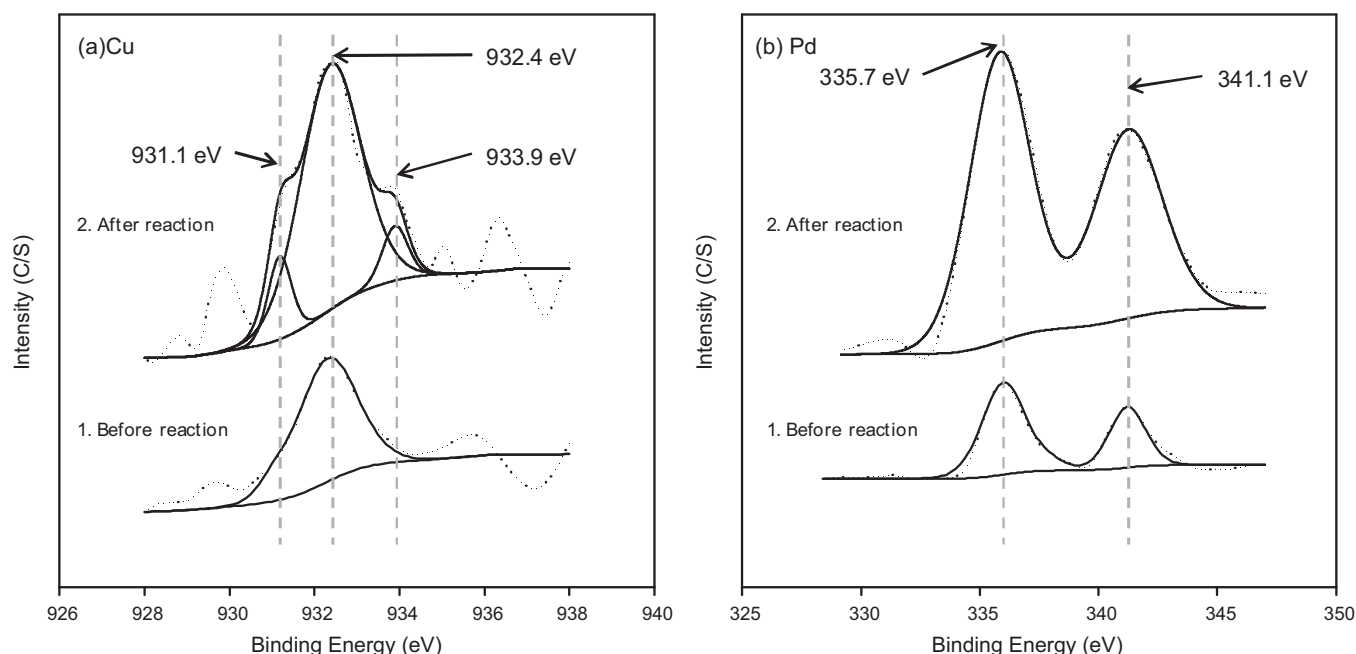 (a)Cu
932.4 eV
931.1 eV
933.9 eV
2. After reaction
1. Before reaction
Intensity (C/S)
926 928 930 932 934 936 938 940
Binding Energy (eV)
(b) Pd
335.7 eV
341.1 eV
2. After reaction
1. Before reaction
Intensity (C/S)
325 330 336 341 345 350
Binding Energy (eV)